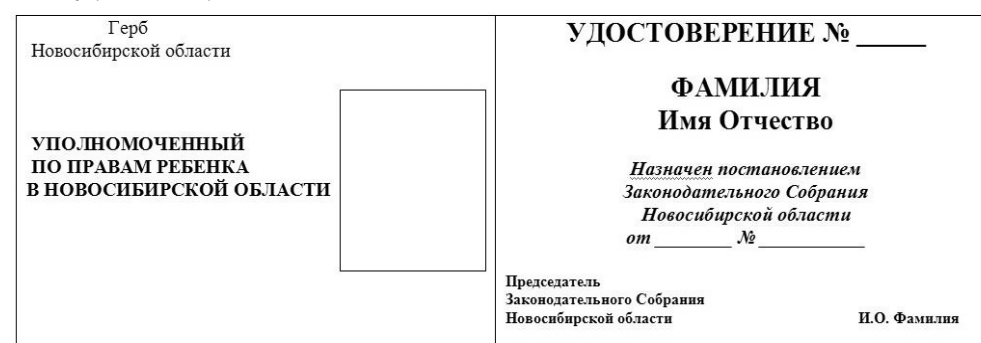 Герб
Новосибирской области
УПОЛНОМОЧЕННЫЙ
ПО ПРАВАМ РЕБЕНКА
В НОВОСИБИРСКОЙ ОБЛАСТИ
УДОСТОВЕРЕНИЕ № _____
ФАМИЛИЯ
Имя Отчество
Назначен постановлением
Законодательного Собрания
Новосибирской области
от ________ № ___________
Председатель
Законодательного Собрания
Новосибирской области И.О. Фамилия